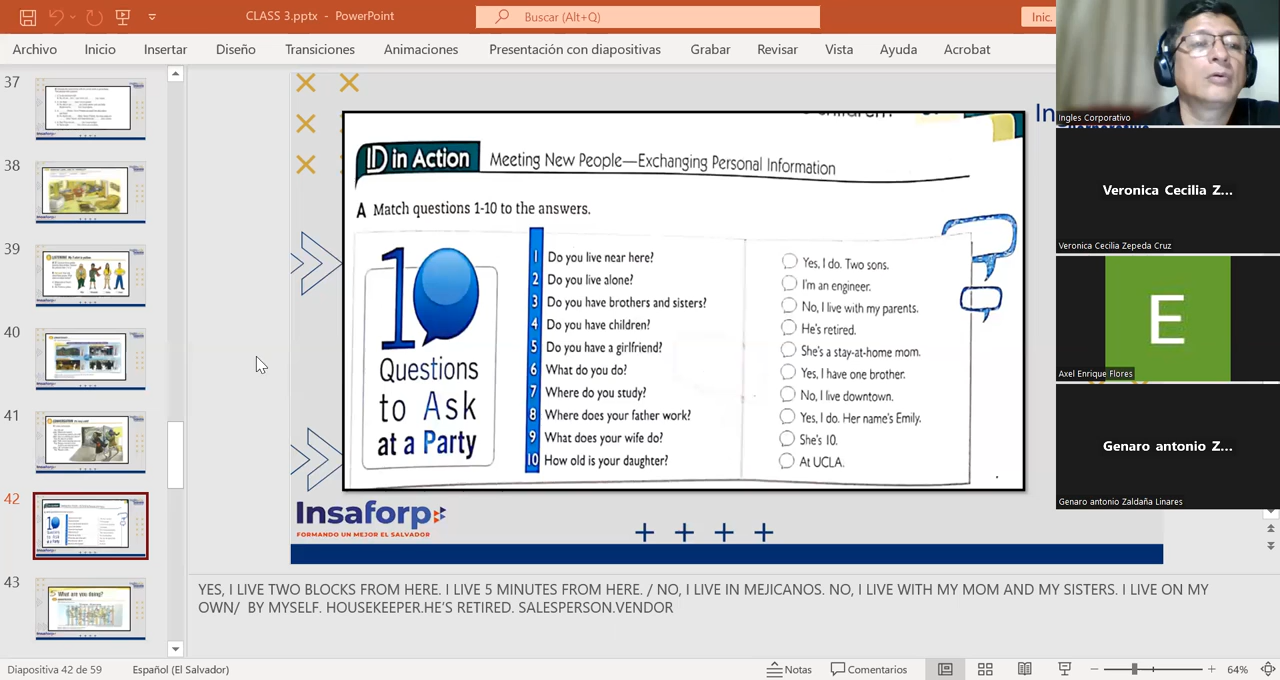 CLASS 3.pptx - PowerPoint
Buscar (Alt+Q)
Inic.
Archivo Inicio Insertar Diseño Transiciones Animaciones Presentación con diapositivas Grabar Revisar Vista Ayuda Acrobat
Ingles Corporativo
Veronica Cecilia Z...
Veronica Cecilia Zepeda Cruz
E
Axel Enrique Flores
Genaro antonio Z...
Genaro antonio Zaldaña Linares
37
38
39
40
41
42
43
What are you doing?
In
ID in Action Meeting New People—Exchanging Personal Information
A Match questions 1-10 to the answers.
10
Questions
to Ask
at a Party
1 Do you live near here?
2 Do you live alone?
3 Do you have brothers and sisters?
4 Do you have children?
5 Do you have a girlfriend?
6 What do you do?
7 Where do you study?
8 Where does your father work?
9 What does your wife do?
10 How old is your daughter?
Yes, I do. Two sons.
I'm an engineer.
No, I live with my parents.
He's retired.
She's a stay-at-home mom.
Yes, I have one brother.
No, I live downtown.
Yes, I do. Her name's Emily.
She's 10.
At UCLA.
Insaforp
FORMANDO UN MEJOR EL SALVADOR
YES, I LIVE TWO BLOCKS FROM HERE. I LIVE 5 MINUTES FROM HERE. / NO, I LIVE IN MEJICANOS. NO, I LIVE WITH MY MOM AND MY SISTERS. I LIVE ON MY
OWN/ BY MYSELF. HOUSEKEEPER.HE'S RETIRED. SALESPERSON.VENDOR
Diapositiva 42 de 59 Español (El Salvador) Notas Comentarios 64%